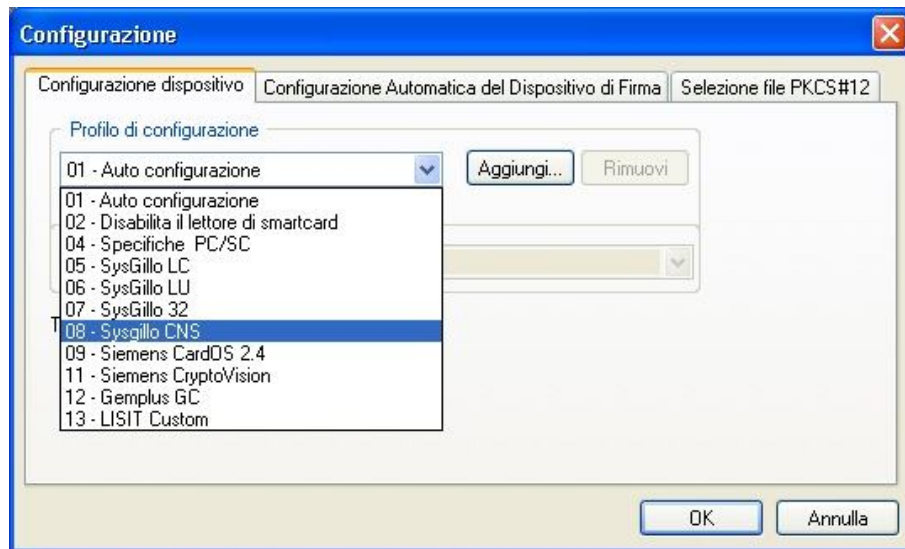 Configurazione
Configurazione dispositivo Configurazione Automatica del Dispositivo di Firma Selezione file PKCS#12
Profilo di configurazione
01 - Auto configurazione Aggiungi... Rimuovi
01 - Auto configurazione
02 - Disabilita il lettore di smartcard
04 - Specifiche PC/SC
05 - SysGillo LC
06 - SysGillo LU
07 - SysGillo 32
T
08 - Sysgillo CNS
09 - Siemens CardOS 2.4
11 - Siemens CryptoVision
12 - Gemplus GC
13 - LISIT Custom
OK Annulla